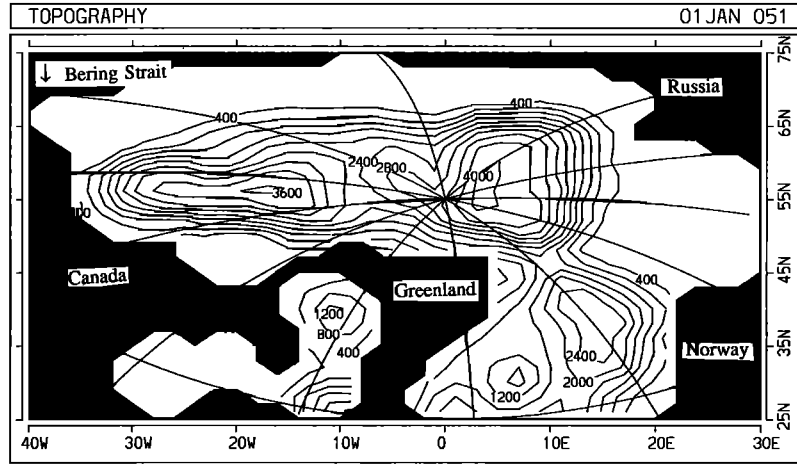 TOPOGRAPHY 01 JAN 051
↓ Bering Strait
Russia
75N
400
400
65N
2400
2800
4000
3600
55N
Canada
Greenland
400
45N
1200
800
400
2400
2000
1200
Norway
35N
25N
40W 30W 20W 10W 0 10E 20E 30E